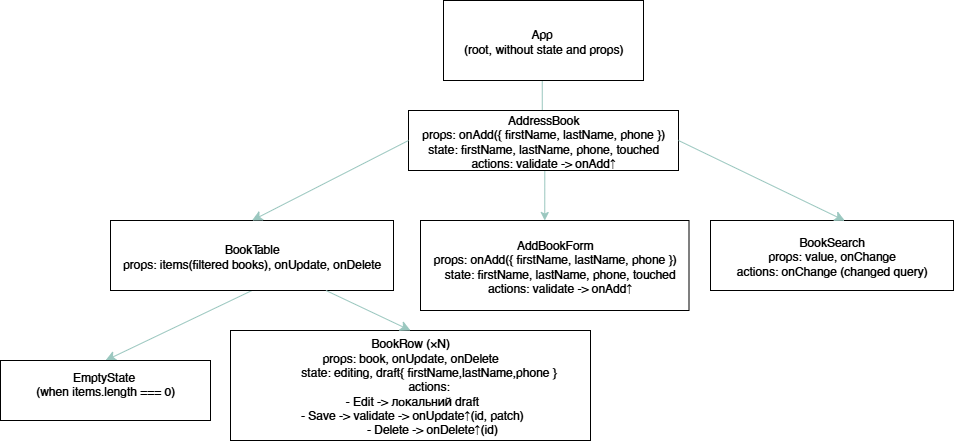 App
(root, without state and props)
AddressBook
props: onAdd({ firstName, lastName, phone })
state: firstName, lastName, phone, touched
actions: validate -> onAdd↑
BookTable
props: items(filtered books), onUpdate, onDelete
AddBookForm
props: onAdd({ firstName, lastName, phone })
state: firstName, lastName, phone, touched
actions: validate -> onAdd↑
BookSearch
props: value, onChange
actions: onChange (changed query)
EmptyState
(when items.length === 0)
BookRow (×N)
props: book, onUpdate, onDelete
state: editing, draft{ firstName,lastName,phone }
actions:
- Edit -> локальний draft
- Save -> validate -> onUpdate↑(id, patch)
- Delete -> onDelete↑(id)